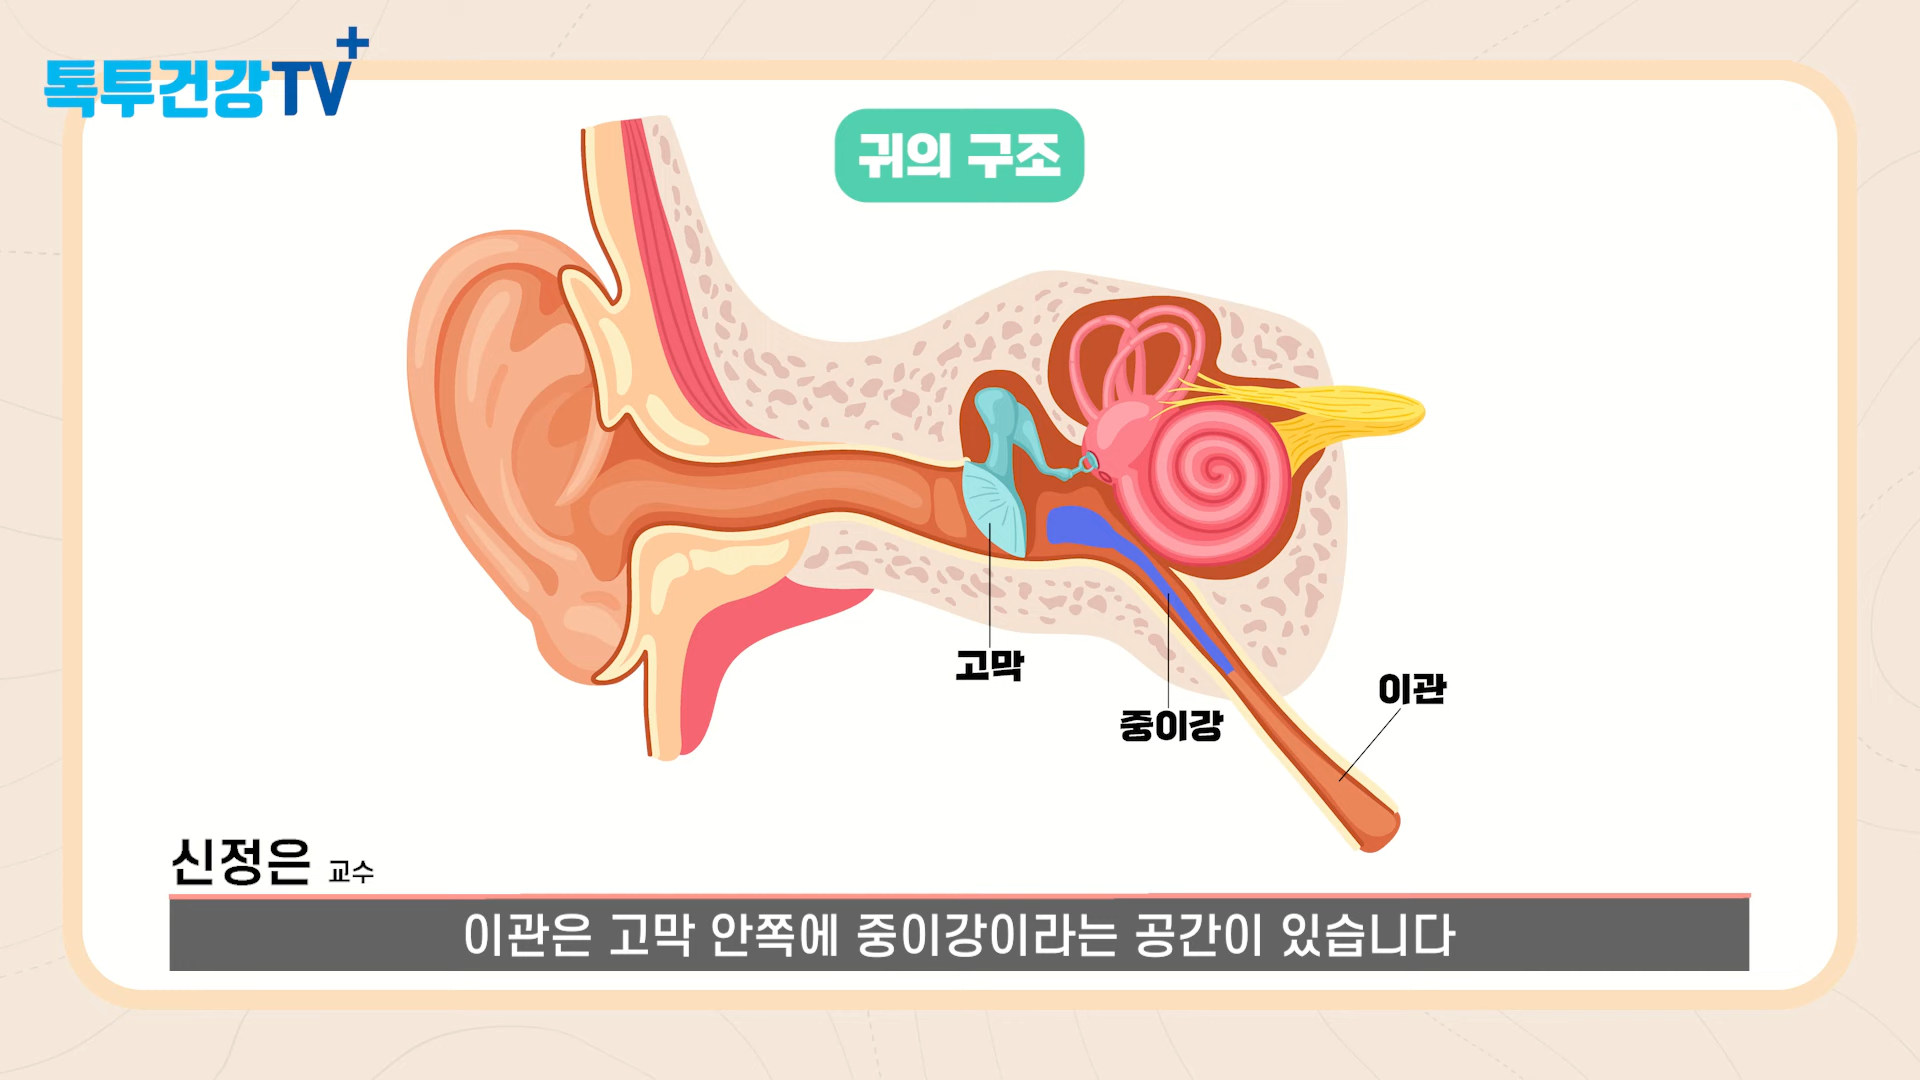 톡투건강TV+
귀의 구조
고막
중이강
이관
신정은 교수
이관은 고막 안쪽에 중이강이라는 공간이 있습니다